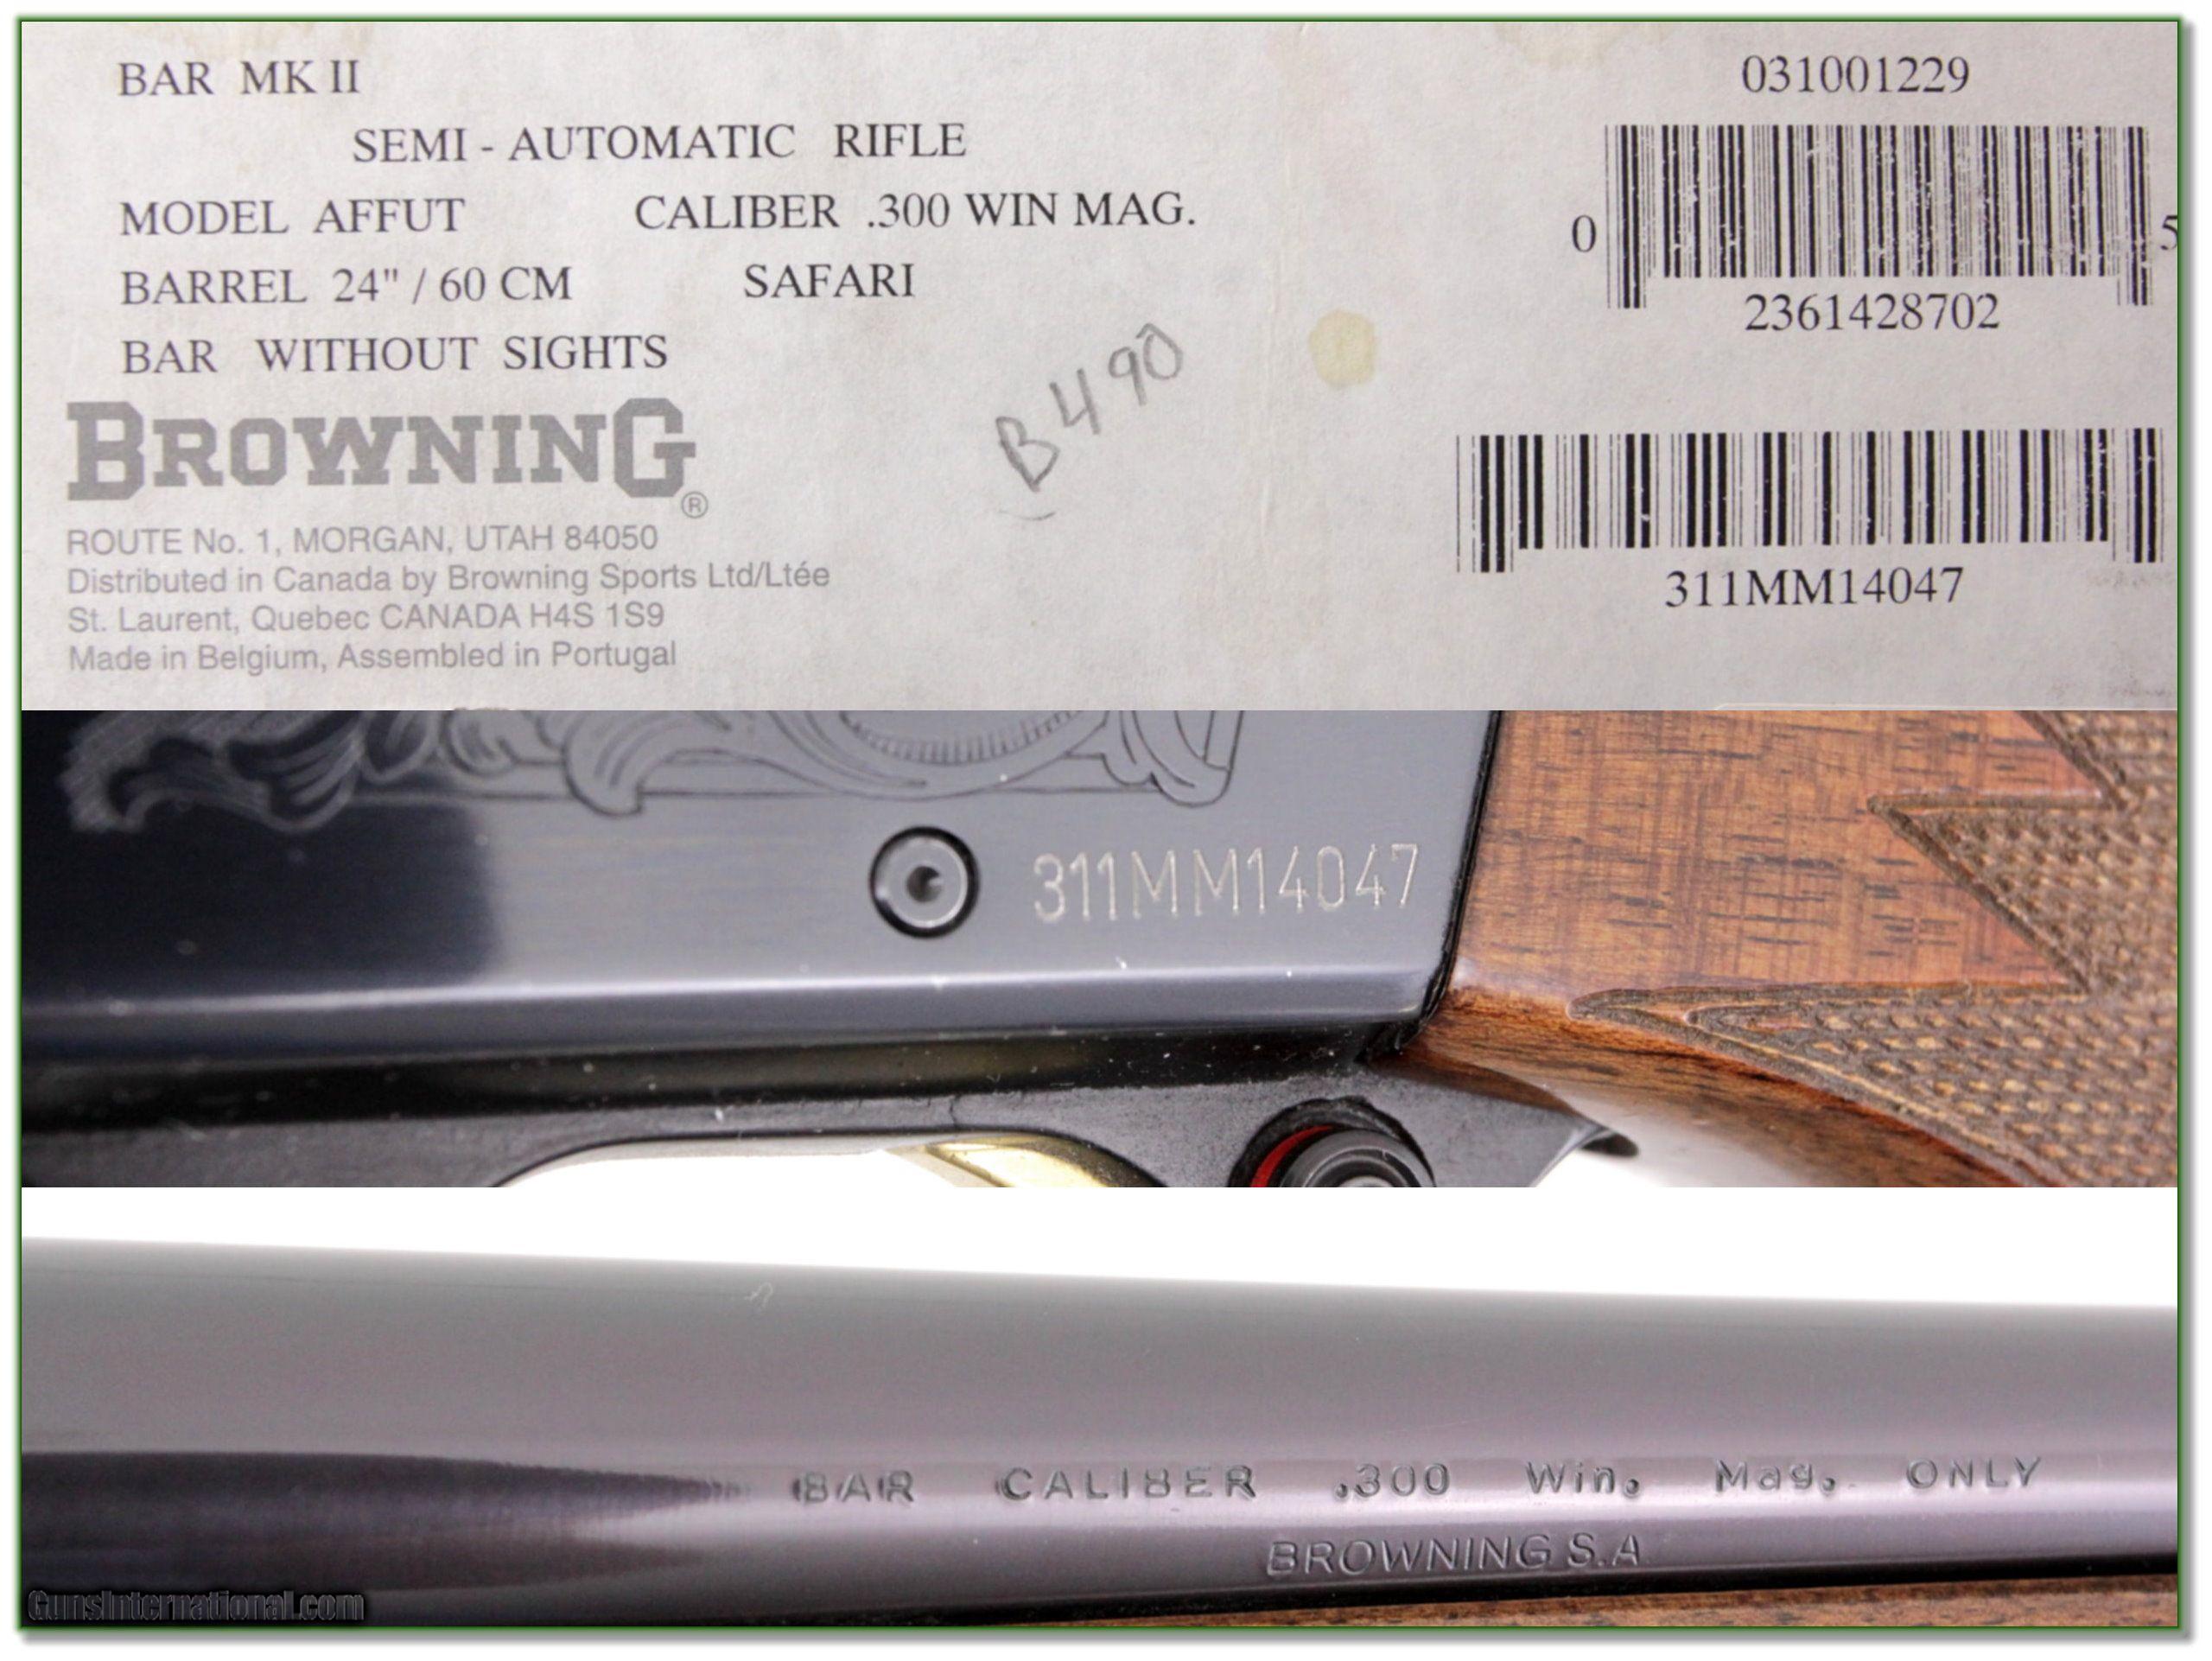 BAR MK II
SEMI - AUTOMATIC RIFLE
MODEL AFFUT CALIBER .300 WIN MAG.
BARREL 24" / 60 CM SAFARI
BAR WITHOUT SIGHTS
BROWNING®
ROUTE No. 1, MORGAN, UTAH 84050
Distributed in Canada by Browning Sports Ltd/Ltée
St. Laurent, Quebec CANADA H4S 1S9
Made in Belgium, Assembled in Portugal
B490
031001229
0 5
2361428702
311MM14047
311MM14047
BAR CALIBER .300 Win. Mag. ONLY
BROWNING S.A
GunsInternational.com